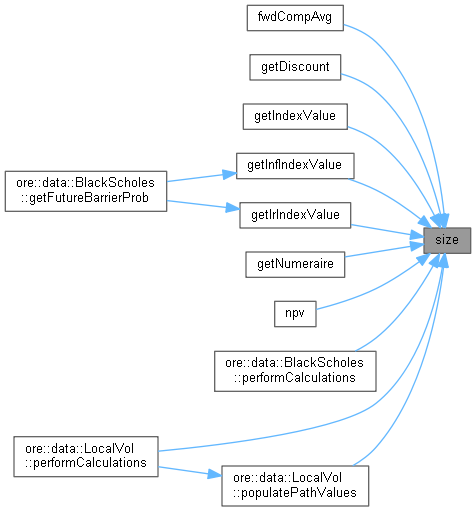 fwdCompAvg
getDiscount
getIndexValue
getInfIndexValue
ore::data::BlackScholes
::getFutureBarrierProb
getIrIndexValue
size
getNumeraire
npv
ore::data::BlackScholes
::performCalculations
ore::data::LocalVol
::performCalculations
ore::data::LocalVol
::populatePathValues